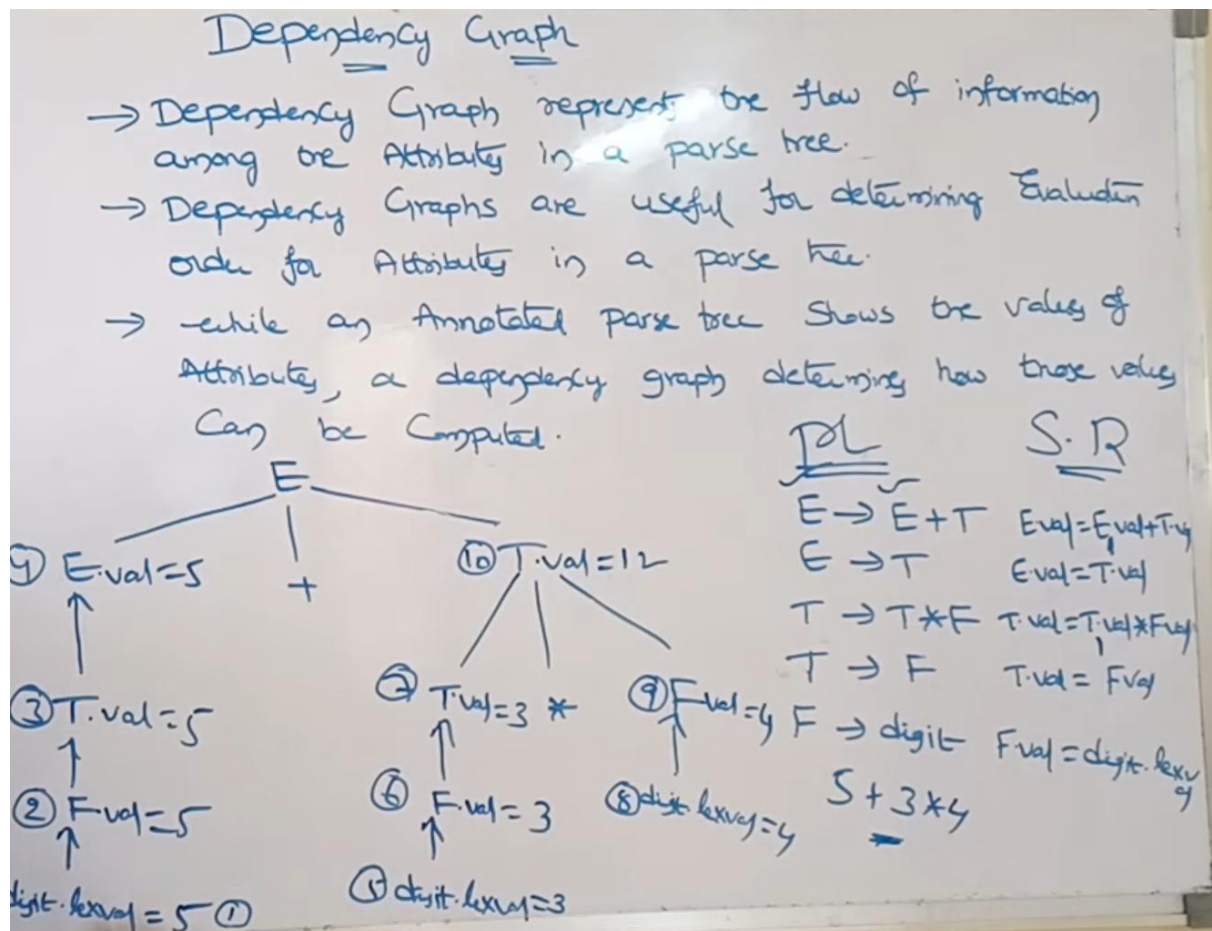 Dependency Graph
→ Dependency Graph represents the flow of information
among the Attributes in a parse tree.
→ Dependency Graphs are useful for determining Evaluation
order for Attributes in a parse tree.
→ while an Annotated parse tree shows the values of
Attributes, a dependency graph determines how those values
Can be Computed.
PL S.R
E → E + T E.val = E1.val + T.val
E → T E.val = T.val
T → T * F T.val = T1.val * F.val
T → F T.val = F.val
F → digit F.val = digit.lexval
5 + 3 * 4
E
④ E.val = 5 + ⑩ T.val = 12
③ T.val = 5 ⑦ T.val = 3 * ⑨ F.val = 4
② F.val = 5 ⑥ F.val = 3 ⑧ digit.lexval = 4
digit.lexval = 5 ① ⑤ digit.lexval = 3